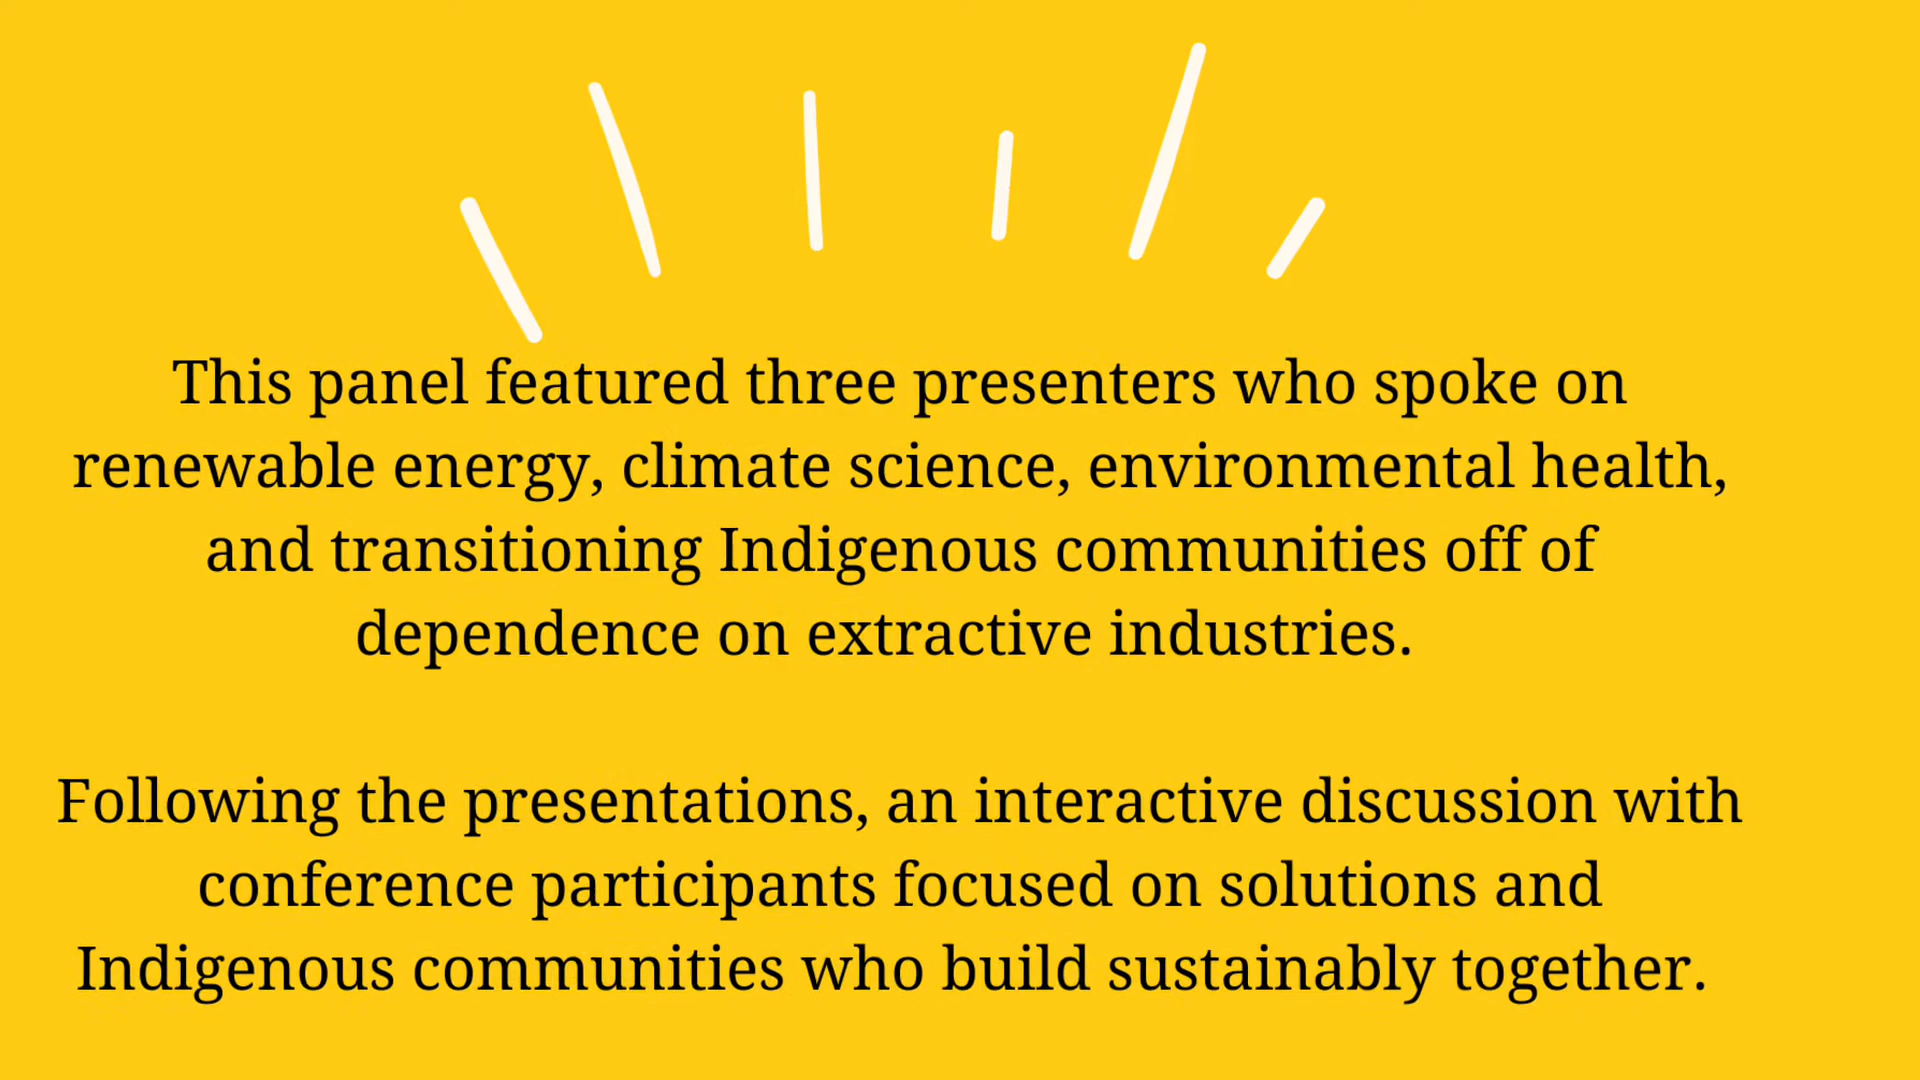 This panel featured three presenters who spoke on
renewable energy, climate science, environmental health,
and transitioning Indigenous communities off of
dependence on extractive industries.
Following the presentations, an interactive discussion with
conference participants focused on solutions and
Indigenous communities who build sustainably together.